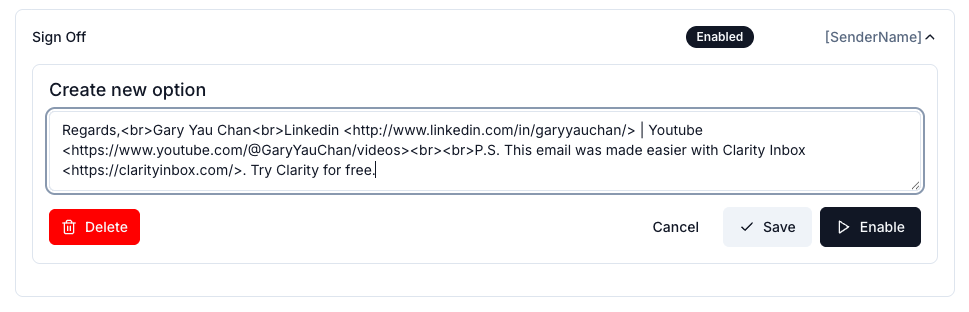 Sign Off
Enabled
[SenderName]
Create new option
Regards,<br>Gary Yau Chan<br>Linkedin <http://www.linkedin.com/in/garyyauchan/> | Youtube
<https://www.youtube.com/@GaryYauChan/videos><br><br>P.S. This email was made easier with Clarity Inbox
<https://clarityinbox.com/>. Try Clarity for free.
Delete
Cancel
Save
Enable